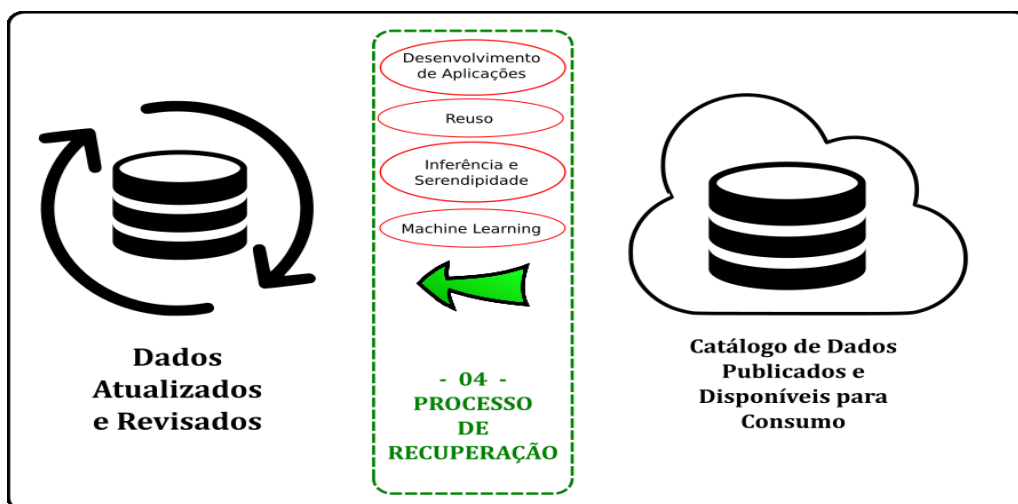 Desenvolvimento
de Aplicações
Reuso
Inferência e
Serendipidade
Machine Learning
Dados
Atualizados
e Revisados
- 04 -
PROCESSO
DE
RECUPERAÇÃO
Catálogo de Dados
Publicados e
Disponíveis para
Consumo